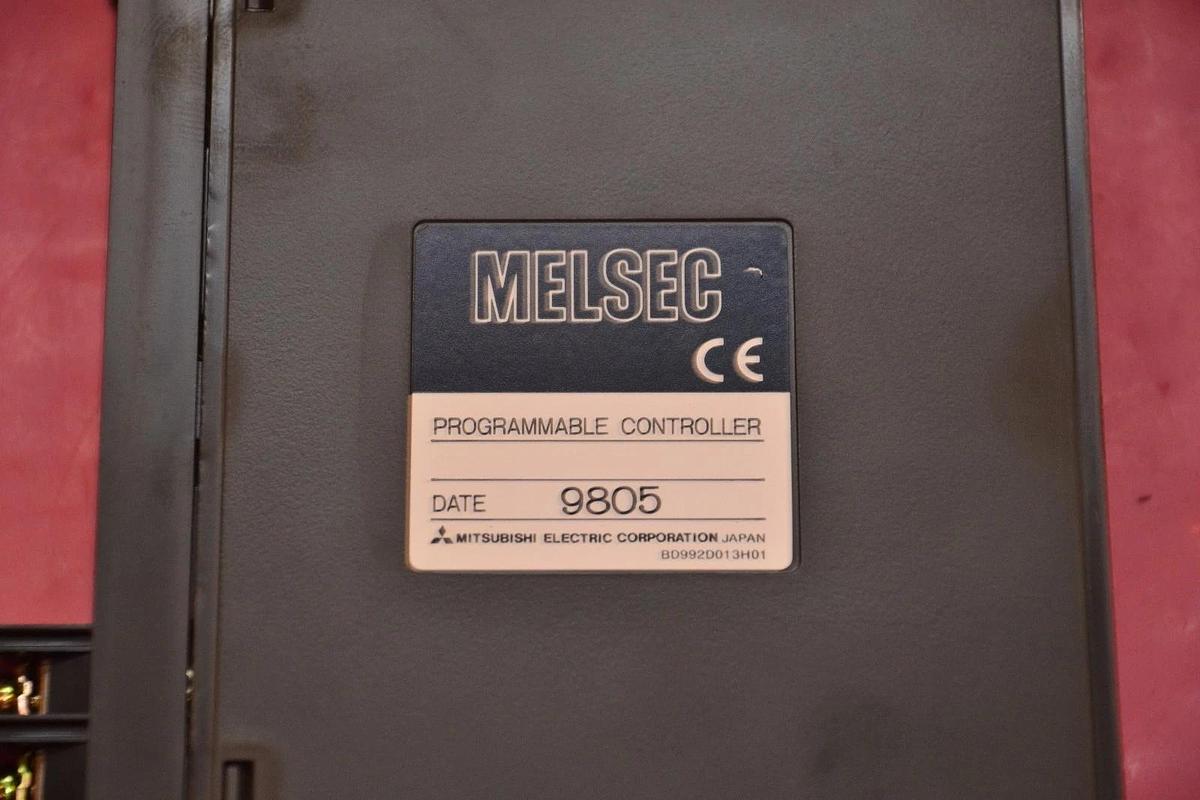 MELSEC
CE
PROGRAMMABLE CONTROLLER
DATE 9805
MITSUBISHI ELECTRIC CORPORATION JAPAN
BD992D013H01